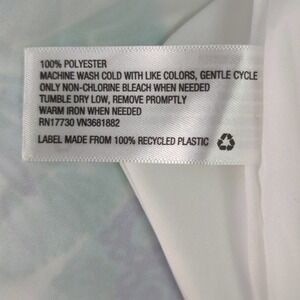 100% POLYESTER
MACHINE WASH COLD WITH LIKE COLORS, GENTLE CYCLE
ONLY NON-CHLORINE BLEACH WHEN NEEDED
TUMBLE DRY LOW, REMOVE PROMPTLY
WARM IRON WHEN NEEDED
RN17730 VN3681882
LABEL MADE FROM 100% RECYCLED PLASTIC